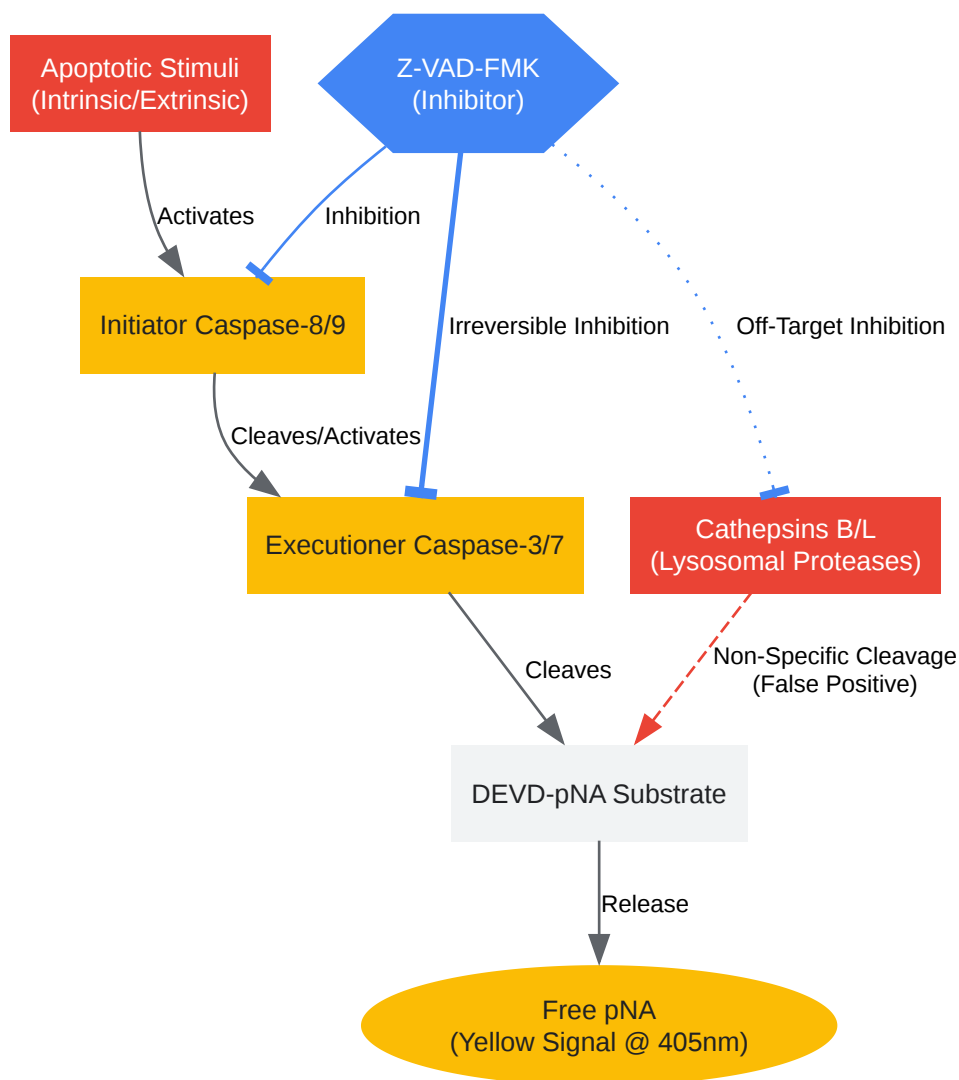 Apoptotic Stimuli
(Intrinsic/Extrinsic)
Z-VAD-FMK
(Inhibitor)
Activates
Inhibition
Initiator Caspase-8/9
Irreversible Inhibition
Off-Target Inhibition
Cleaves/Activates
Executioner Caspase-3/7
Cathepsins B/L
(Lysosomal Proteases)
Cleaves
Non-Specific Cleavage
(False Positive)
DEVD-pNA Substrate
Release
Free pNA
(Yellow Signal @ 405nm)